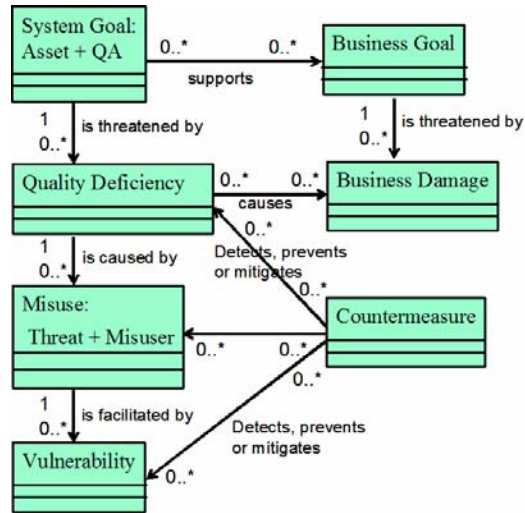 System Goal:
Asset + QA
0..*
0..*
supports
Business Goal
1
0..*
is threatened by
1
0..*
is threatened by
Quality Deficiency
0..*
0..*
causes
Business Damage
1
0..*
is caused by
0..*
Detects, prevents
or mitigates
0..*
Misuse:
Threat + Misuser
0..*
0..*
0..*
Countermeasure
1
0..*
is facilitated by
Detects, prevents
or mitigates
0..*
Vulnerability